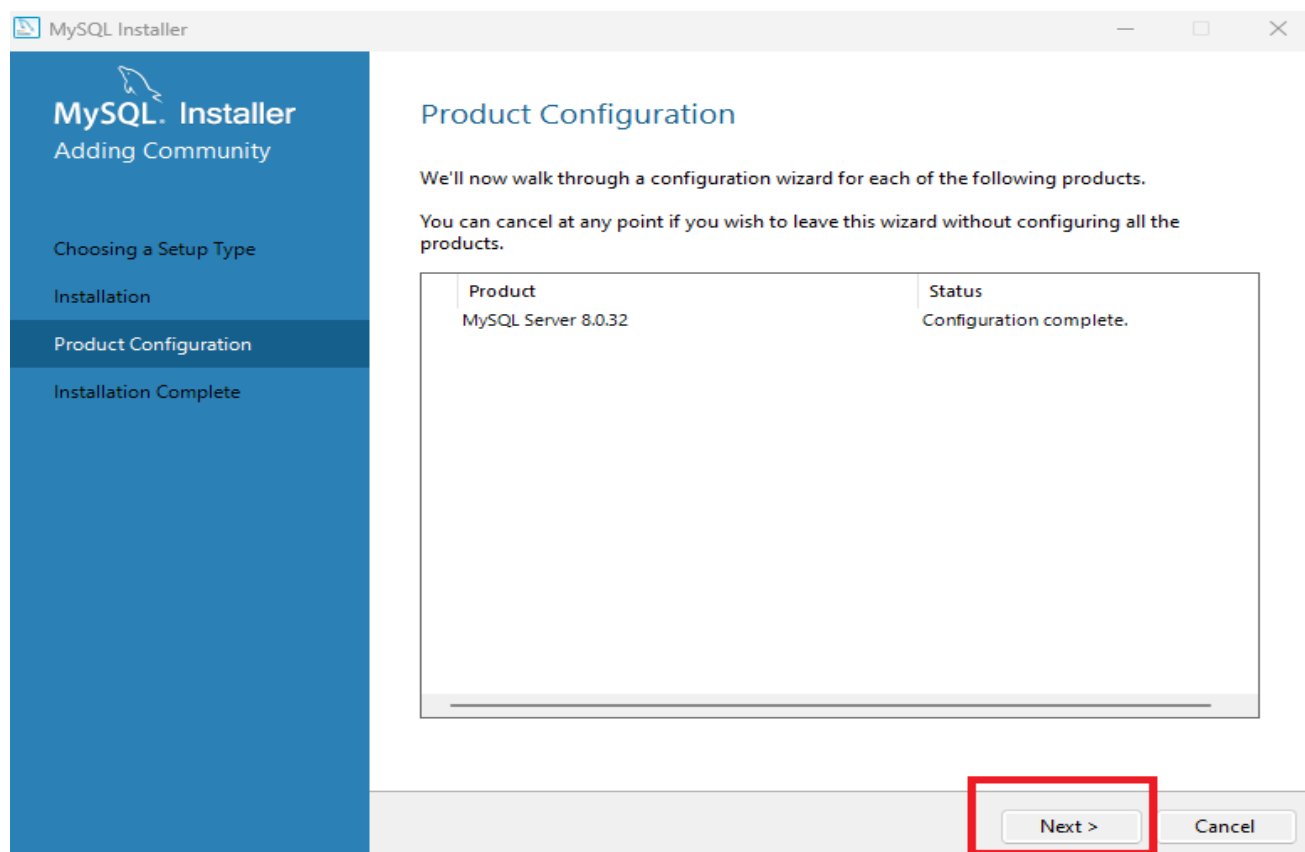 MySQL Installer
MySQL. Installer
Adding Community
Choosing a Setup Type
Installation
Product Configuration
Installation Complete
Product Configuration
We'll now walk through a configuration wizard for each of the following products.
You can cancel at any point if you wish to leave this wizard without configuring all the
products.
Product Status
MySQL Server 8.0.32 Configuration complete.
Next > Cancel